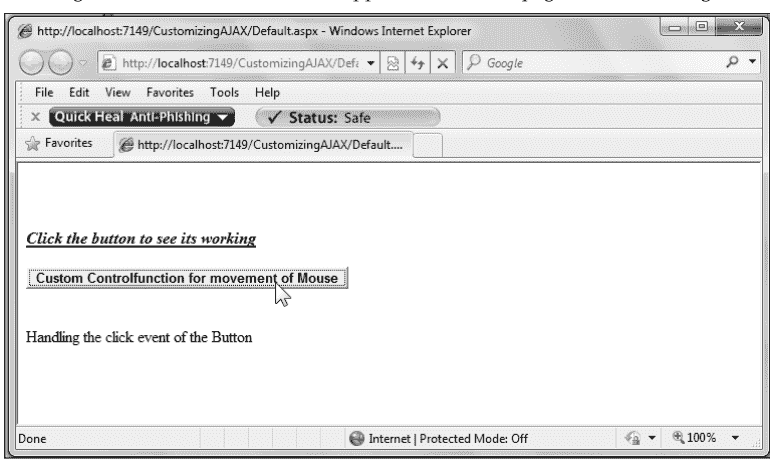 http://localhost:7149/CustomizingAJAX/Default.aspx - Windows Internet Explorer
http://localhost:7149/CustomizingAJAX/Defa
Google
File Edit View Favorites Tools Help
Quick Heal Anti-Phishing Status: Safe
Favorites http://localhost:7149/CustomizingAJAX/Default....
Click the button to see its working
Custom Controlfunction for movement of Mouse
Handling the click event of the Button
Done Internet | Protected Mode: Off 100%